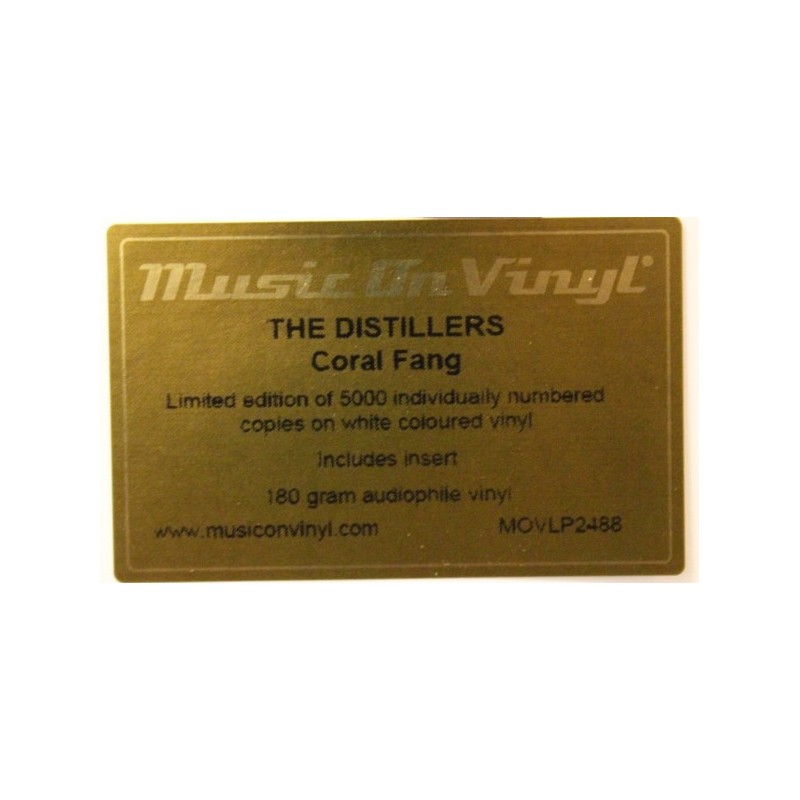 Music On Vinyl®
THE DISTILLERS
Coral Fang
Limited edition of 5000 individually numbered
copies on white coloured vinyl
Includes insert
180 gram audiophile vinyl
www.musiconvinyl.com MOVLP2488